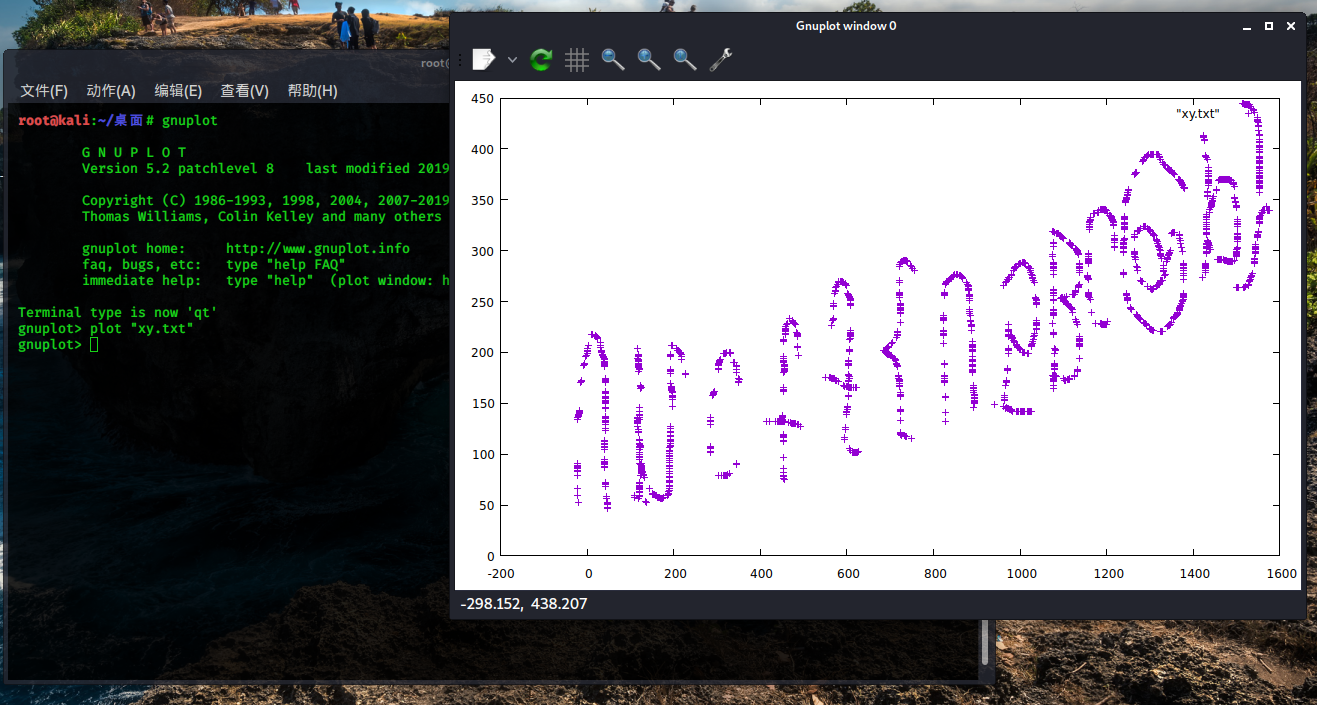 Gnuplot window 0
root(
文件(F) 动作(A) 编辑(E) 查看(V) 帮助(H)
root@kali:~/桌面# gnuplot
G N U P L O T
Version 5.2 patchlevel 8 last modified 2019
Copyright (C) 1986-1993, 1998, 2004, 2007-2019
Thomas Williams, Colin Kelley and many others
gnuplot home: http://www.gnuplot.info
faq, bugs, etc: type "help FAQ"
immediate help: type "help" (plot window: h
Terminal type is now 'qt'
gnuplot> plot "xy.txt"
gnuplot>
"xy.txt"
450
400
350
300
250
200
150
100
50
0
-200 0 200 400 600 800 1000 1200 1400 1600
-298.152, 438.207